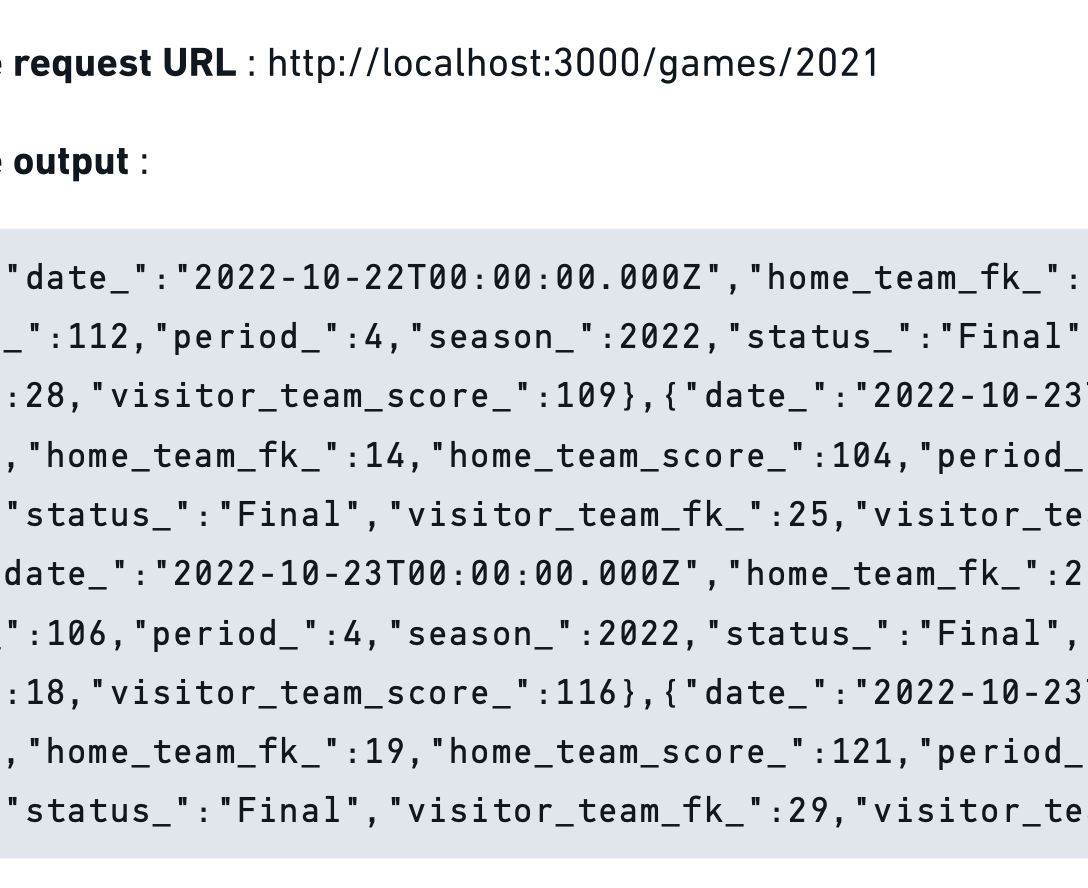 request URL : http://localhost:3000/games/2021
output :
"date_":"2022-10-22T00:00:00.000Z","home_team_fk_":
_":112,"period_":4,"season_":2022,"status_":"Final"
:28,"visitor_team_score_":109},{"date_":"2022-10-23T
,"home_team_fk_":14,"home_team_score_":104,"period_
"status_":"Final","visitor_team_fk_":25,"visitor_te
date_":"2022-10-23T00:00:00.000Z","home_team_fk_":2
_":106,"period_":4,"season_":2022,"status_":"Final",
:18,"visitor_team_score_":116},{"date_":"2022-10-23T
,"home_team_fk_":19,"home_team_score_":121,"period_
"status_":"Final","visitor_team_fk_":29,"visitor_te